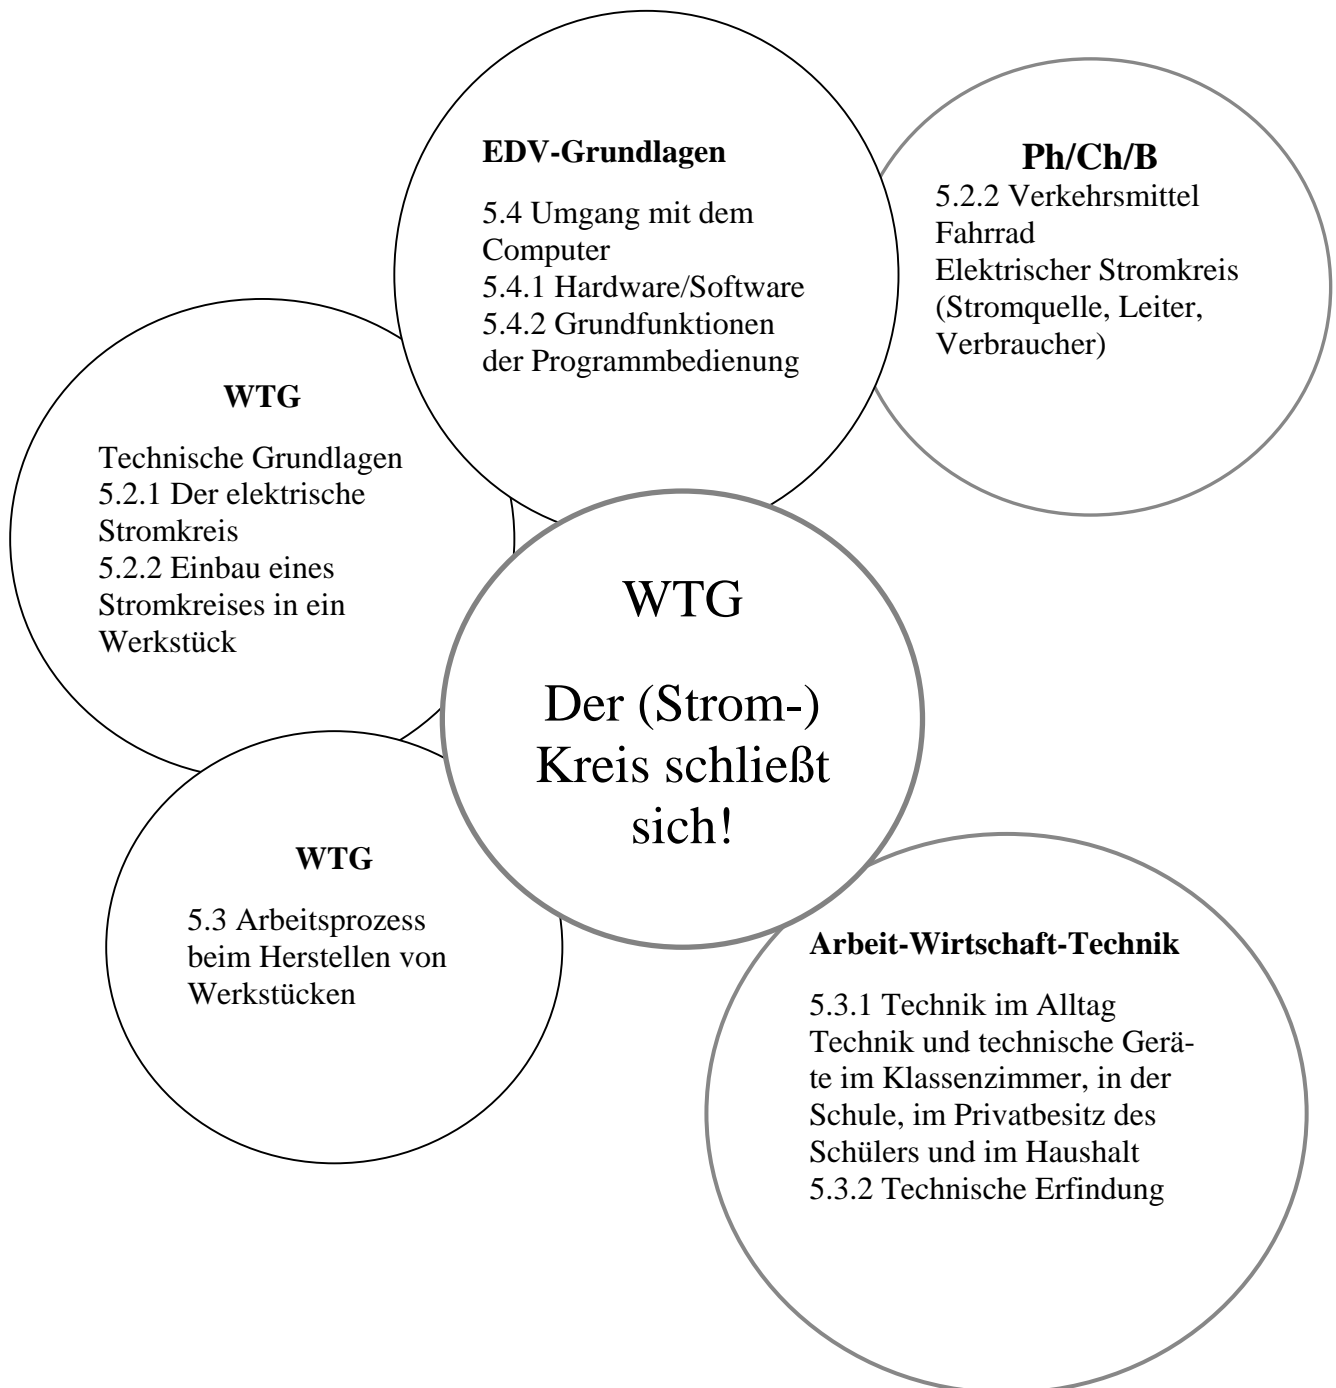 EDV-Grundlagen
5.4 Umgang mit dem
Computer
5.4.1 Hardware/Software
5.4.2 Grundfunktionen
der Programmbedienung
Ph/Ch/B
5.2.2 Verkehrsmittel
Fahrrad
Elektrischer Stromkreis
(Stromquelle, Leiter,
Verbraucher)
WTG
Technische Grundlagen
5.2.1 Der elektrische
Stromkreis
5.2.2 Einbau eines
Stromkreises in ein
Werkstück
WTG
Der (Strom-)
Kreis schließt
sich!
WTG
5.3 Arbeitsprozess
beim Herstellen von
Werkstücken
Arbeit-Wirtschaft-Technik
5.3.1 Technik im Alltag
Technik und technische Gerä-
te im Klassenzimmer, in der
Schule, im Privatbesitz des
Schülers und im Haushalt
5.3.2 Technische Erfindung